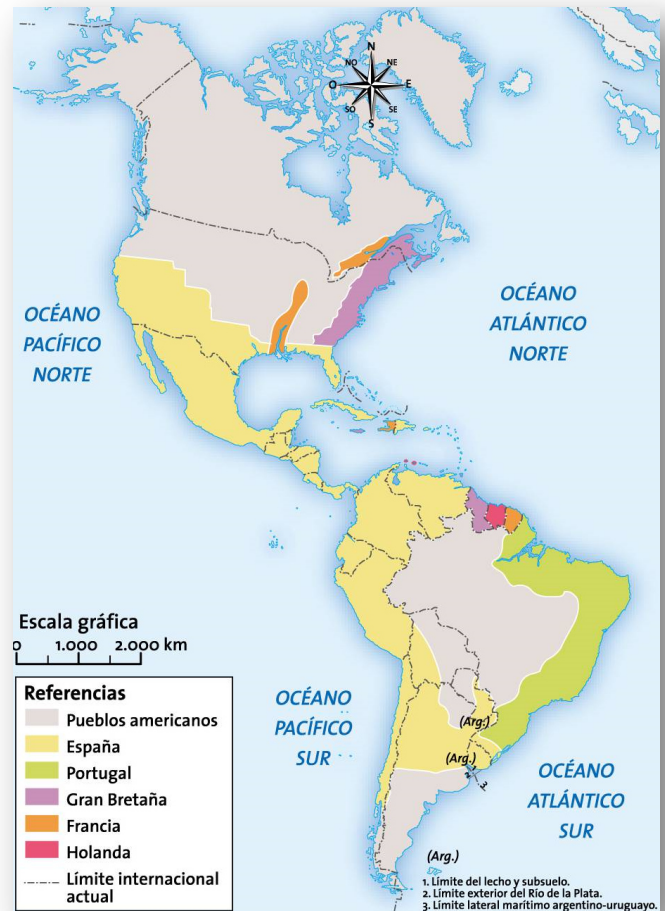 N
NO
NE
O
E
SO
SE
S
OCÉANO
PACÍFICO
NORTE
OCÉANO
ATLÁNTICO
NORTE
Escala gráfica
0 1.000 2.000 km
Referencias
Pueblos americanos
España
Portugal
Gran Bretaña
Francia
Holanda
Límite internacional
actual
OCÉANO
PACÍFICO
SUR
(Arg.)
(Arg.)
1
2
3
OCÉANO
ATLÁNTICO
SUR
(Arg.)
1. Límite del lecho y subsuelo.
2. Límite exterior del Río de la Plata.
3. Límite lateral marítimo argentino-uruguayo.